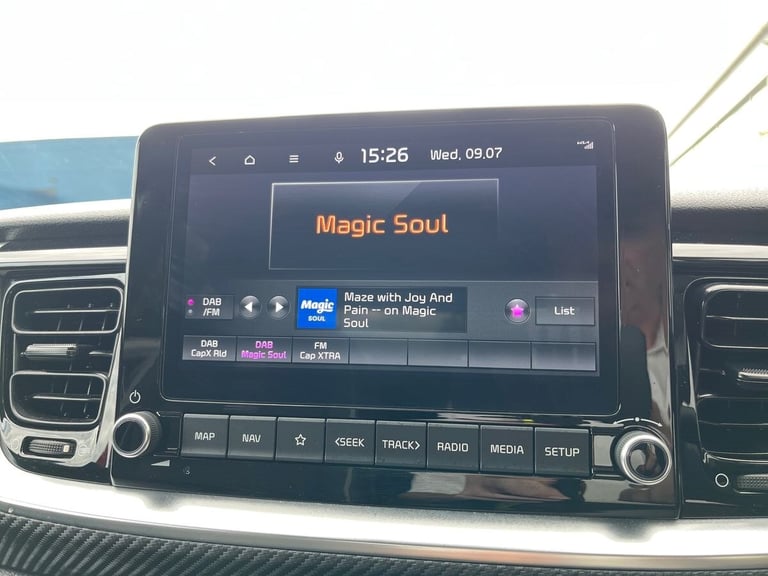 15:26 Wed, 09.07
Magic Soul
DAB
/FM
Magic
SOUL
Maze with Joy And
Pain -- on Magic
Soul
List
DAB
CapX Rld
DAB
Magic Soul
FM
Cap XTRA
MAP
NAV
<SEEK
TRACK>
RADIO
MEDIA
SETUP